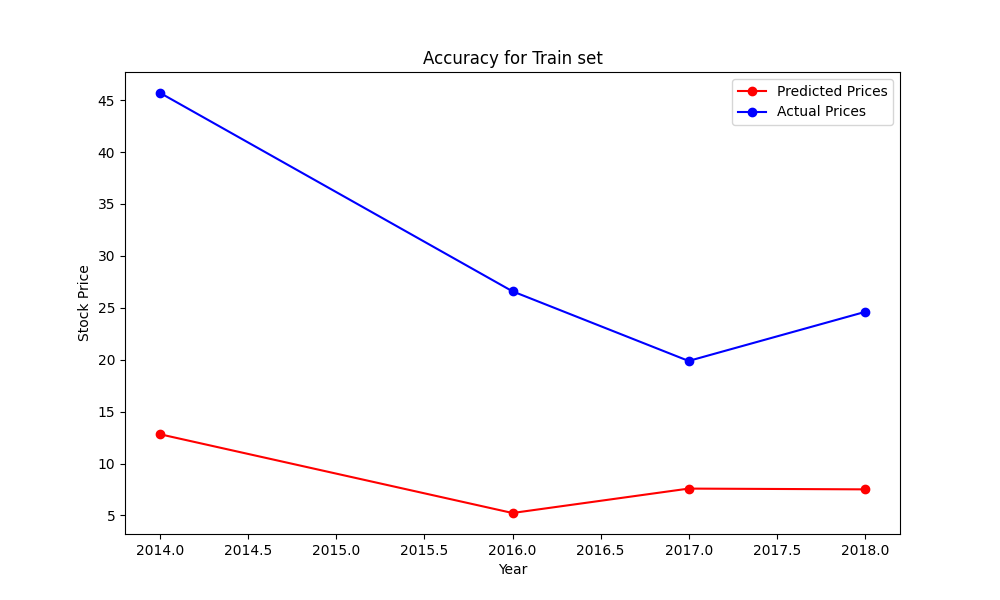 Accuracy for Train set
Predicted Prices
Actual Prices
Stock Price
45
40
35
30
25
20
15
10
5
2014.0 2014.5 2015.0 2015.5 2016.0 2016.5 2017.0 2017.5 2018.0
Year